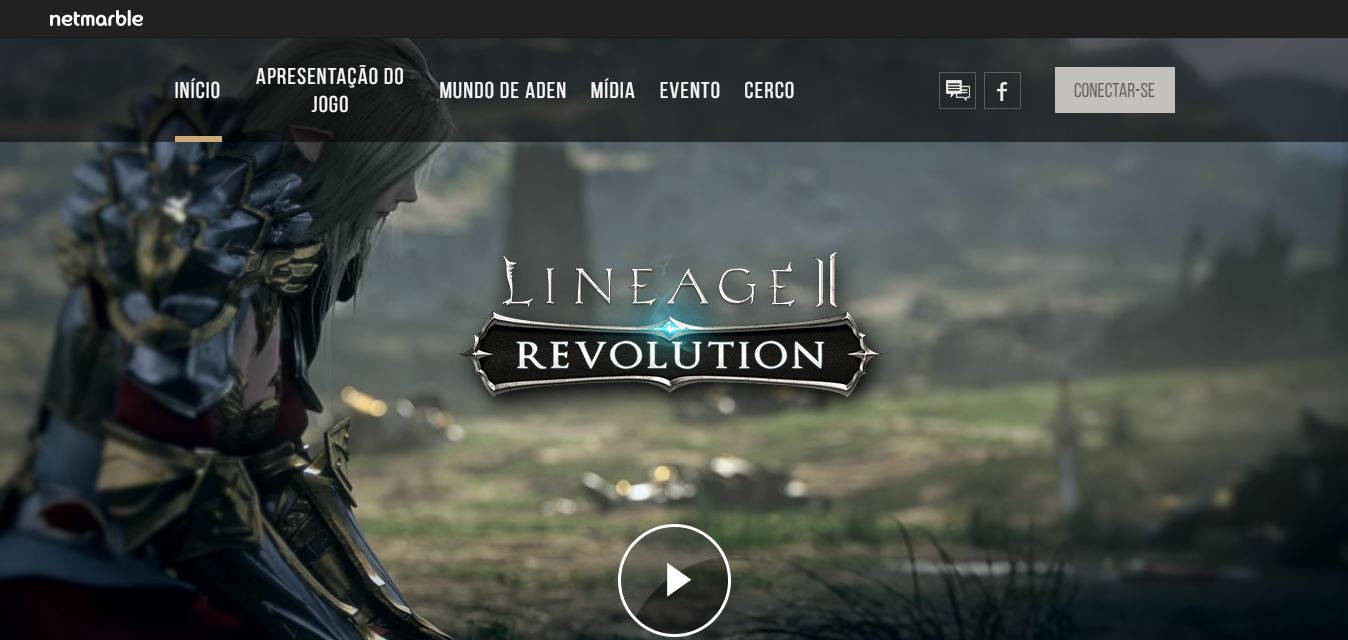 netmarble
INÍCIO
APRESENTAÇÃO DO
JOGO
MUNDO DE ADEN
MÍDIA
EVENTO
CERCO
f
CONECTAR-SE
LINEAGE II
REVOLUTION